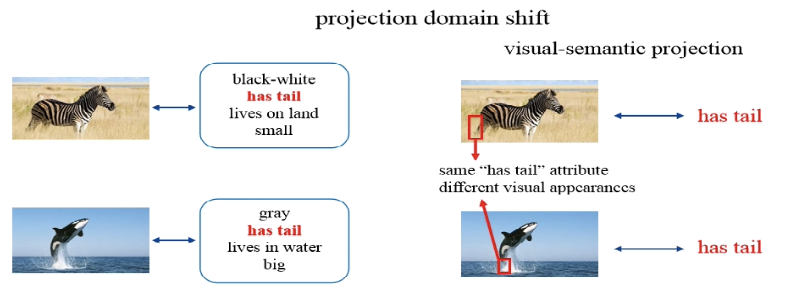 projection domain shift
visual-semantic projection
black-white
has tail
lives on land
small
has tail
same “has tail” attribute
different visual appearances
gray
has tail
lives in water
big
has tail